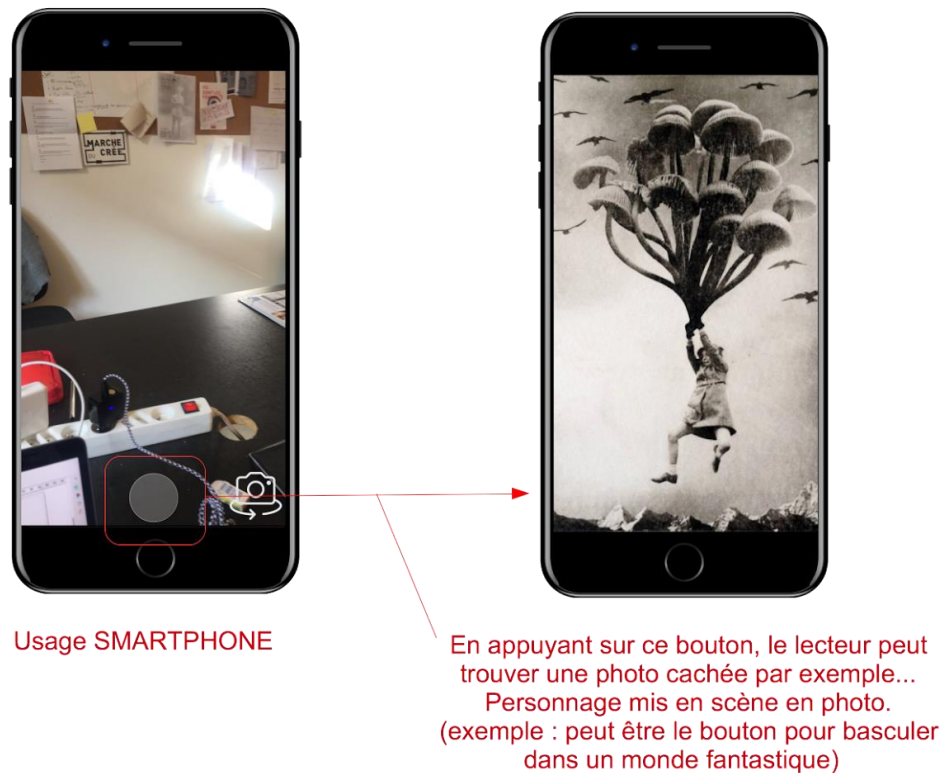 MARCHE
DU
CRÉE
Usage SMARTPHONE
En appuyant sur ce bouton, le lecteur peut
trouver une photo cachée par exemple...
Personnage mis en scène en photo.
(exemple : peut être le bouton pour basculer
dans un monde fantastique)